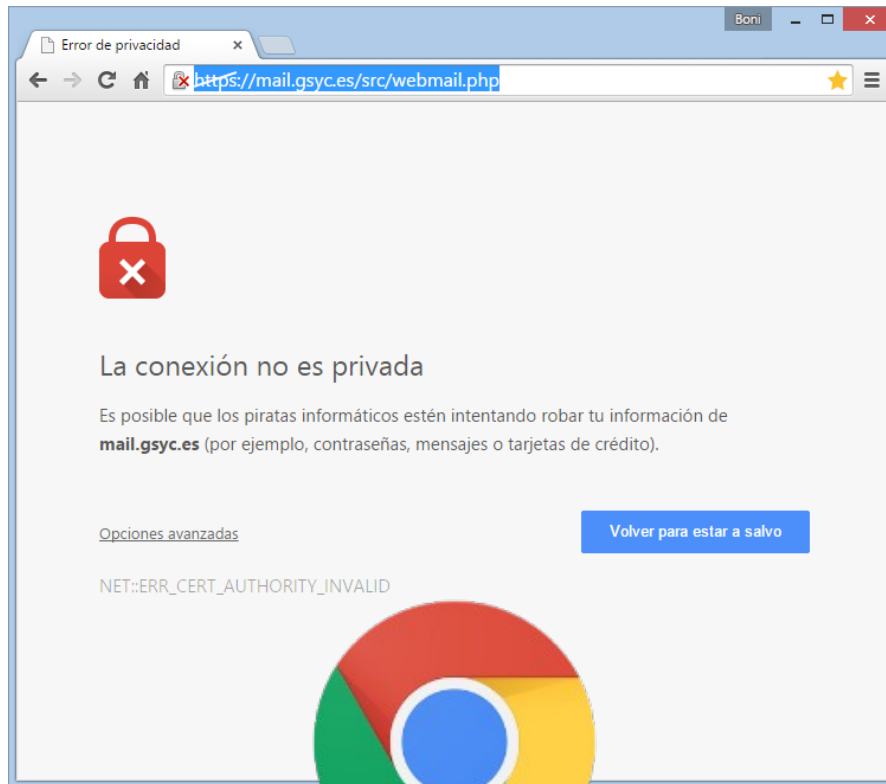 Boni
Error de privacidad
https://mail.gsyc.es/src/webmail.php
La conexión no es privada
Es posible que los piratas informáticos estén intentando robar tu información de
mail.gsyc.es (por ejemplo, contraseñas, mensajes o tarjetas de crédito).
Opciones avanzadas
Volver para estar a salvo
NET::ERR_CERT_AUTHORITY_INVALID